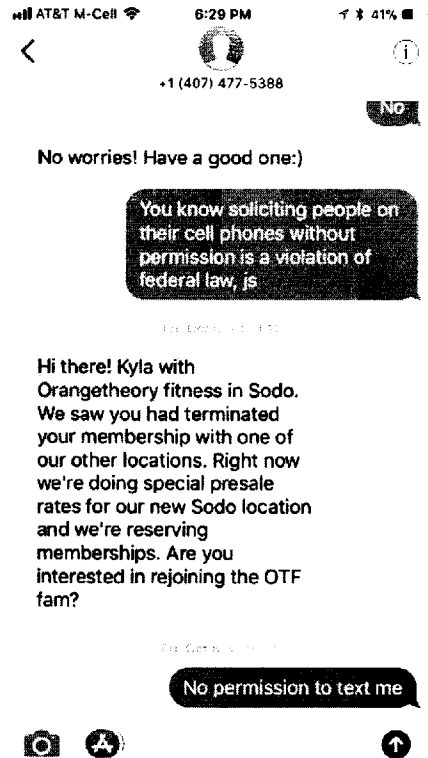 AT&T M-Cell 6:29 PM 41%
+1 (407) 477-5388
No
No worries! Have a good one:)
You know soliciting people on
their cell phones without
permission is a violation of
federal law, js
Hi there! Kyla with
Orangetheory fitness in Sodo.
We saw you had terminated
your membership with one of
our other locations. Right now
we're doing special presale
rates for our new Sodo location
and we're reserving
memberships. Are you
interested in rejoining the OTF
fam?
No permission to text me